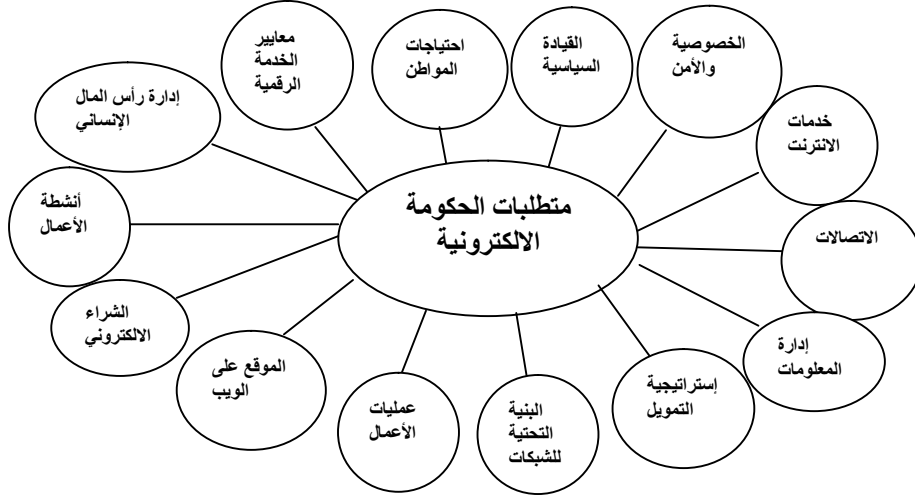 متطلبات الحكومة
الالكترونية
الخصوصية
والأمن
القيادة
السياسية
احتياجات
المواطن
معايير
الخدمة
الرقمية
إدارة رأس المال
الإنساني
أنشطة
الأعمال
الشراء
الالكتروني
الموقع على
الويب
عمليات
الأعمال
البنية
التحتية
للشبكات
إستراتيجية
التمويل
إدارة
المعلومات
الاتصالات
خدمات
الانترنت